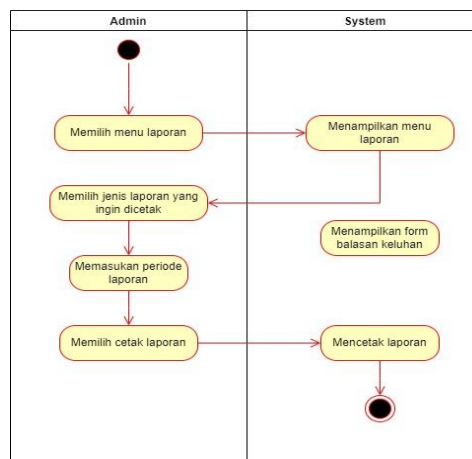 Admin
System
Memilih menu laporan
Menampilkan menu
laporan
Memilih jenis laporan yang
ingin dicetak
Menampilkan form
balasan keluhan
Memasukan periode
laporan
Memilih cetak laporan
Mencetak laporan